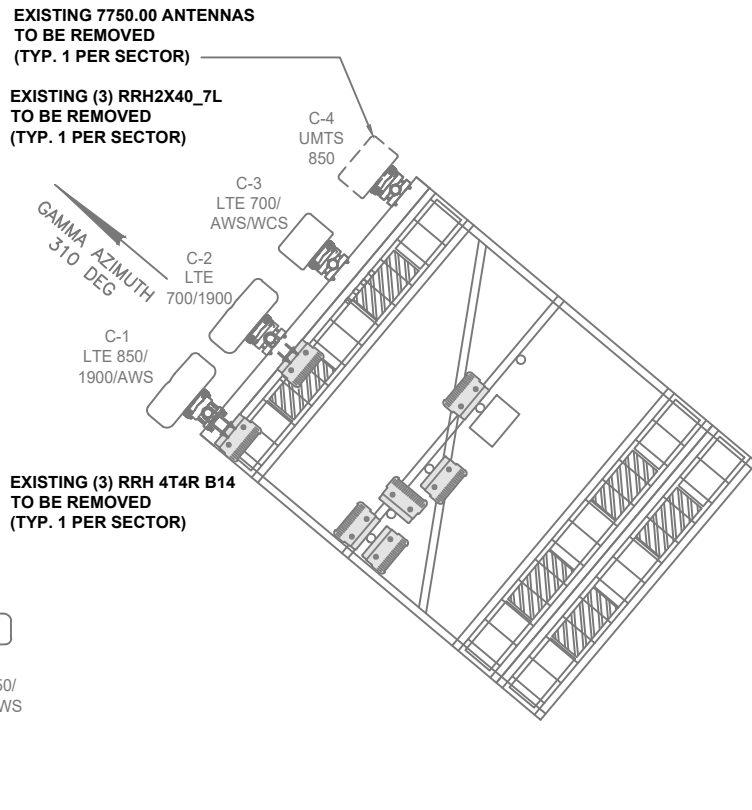 EXISTING 7750.00 ANTENNAS
TO BE REMOVED
(TYP. 1 PER SECTOR)
EXISTING (3) RRH2X40_7L
TO BE REMOVED
(TYP. 1 PER SECTOR)
C-4
UMTS
850
C-3
LTE 700/
AWS/WCS
GAMMA AZIMUTH
310 DEG
C-2
LTE
700/1900
C-1
LTE 850/
1900/AWS
EXISTING (3) RRH 4T4R B14
TO BE REMOVED
(TYP. 1 PER SECTOR)